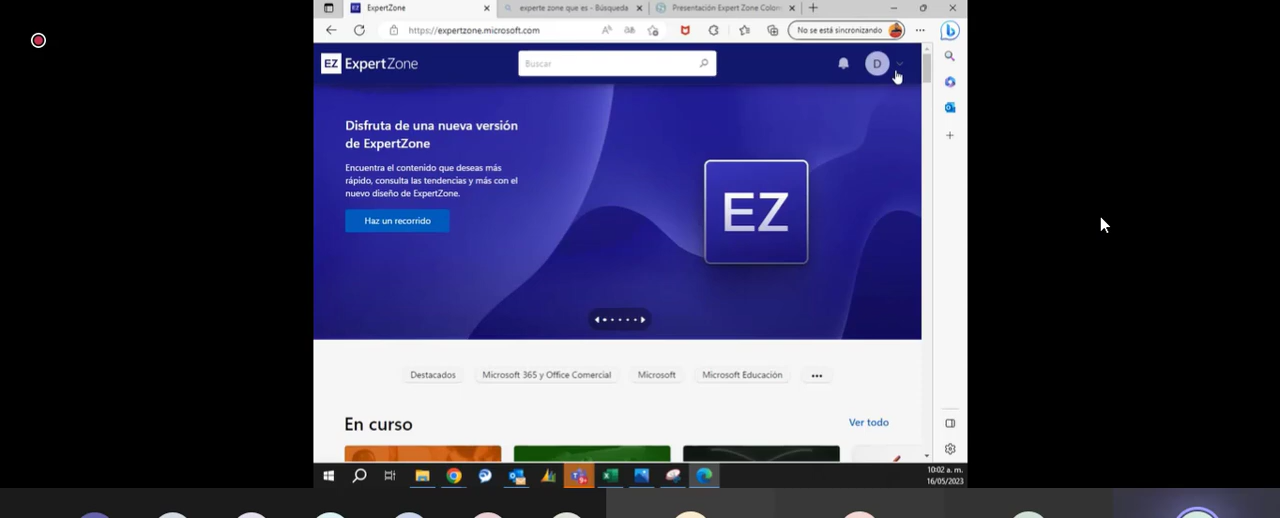 ExpertZone
experte zone que es - Búsqueda
Presentación Expert Zone Colom
https://expertzone.microsoft.com
No se está sincronizando
EZ ExpertZone
Buscar
D
Disfruta de una nueva versión
de ExpertZone
Encuentra el contenido que deseas más
rápido, consulta las tendencias y más con el
nuevo diseño de ExpertZone.
Haz un recorrido
EZ
Destacados
Microsoft 365 y Office Comercial
Microsoft
Microsoft Educación
En curso
Ver todo
10:02 a. m.
16/05/2023